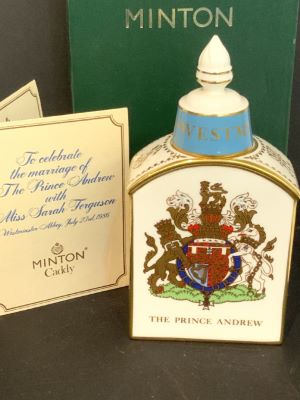 MINTON
WESTM
To celebrate
the marriage of
The Prince Andrew
with
Miss Sarah Ferguson
Westminster Abbey, July 23rd, 1986
MINTON
Caddy
THE PRINCE ANDREW